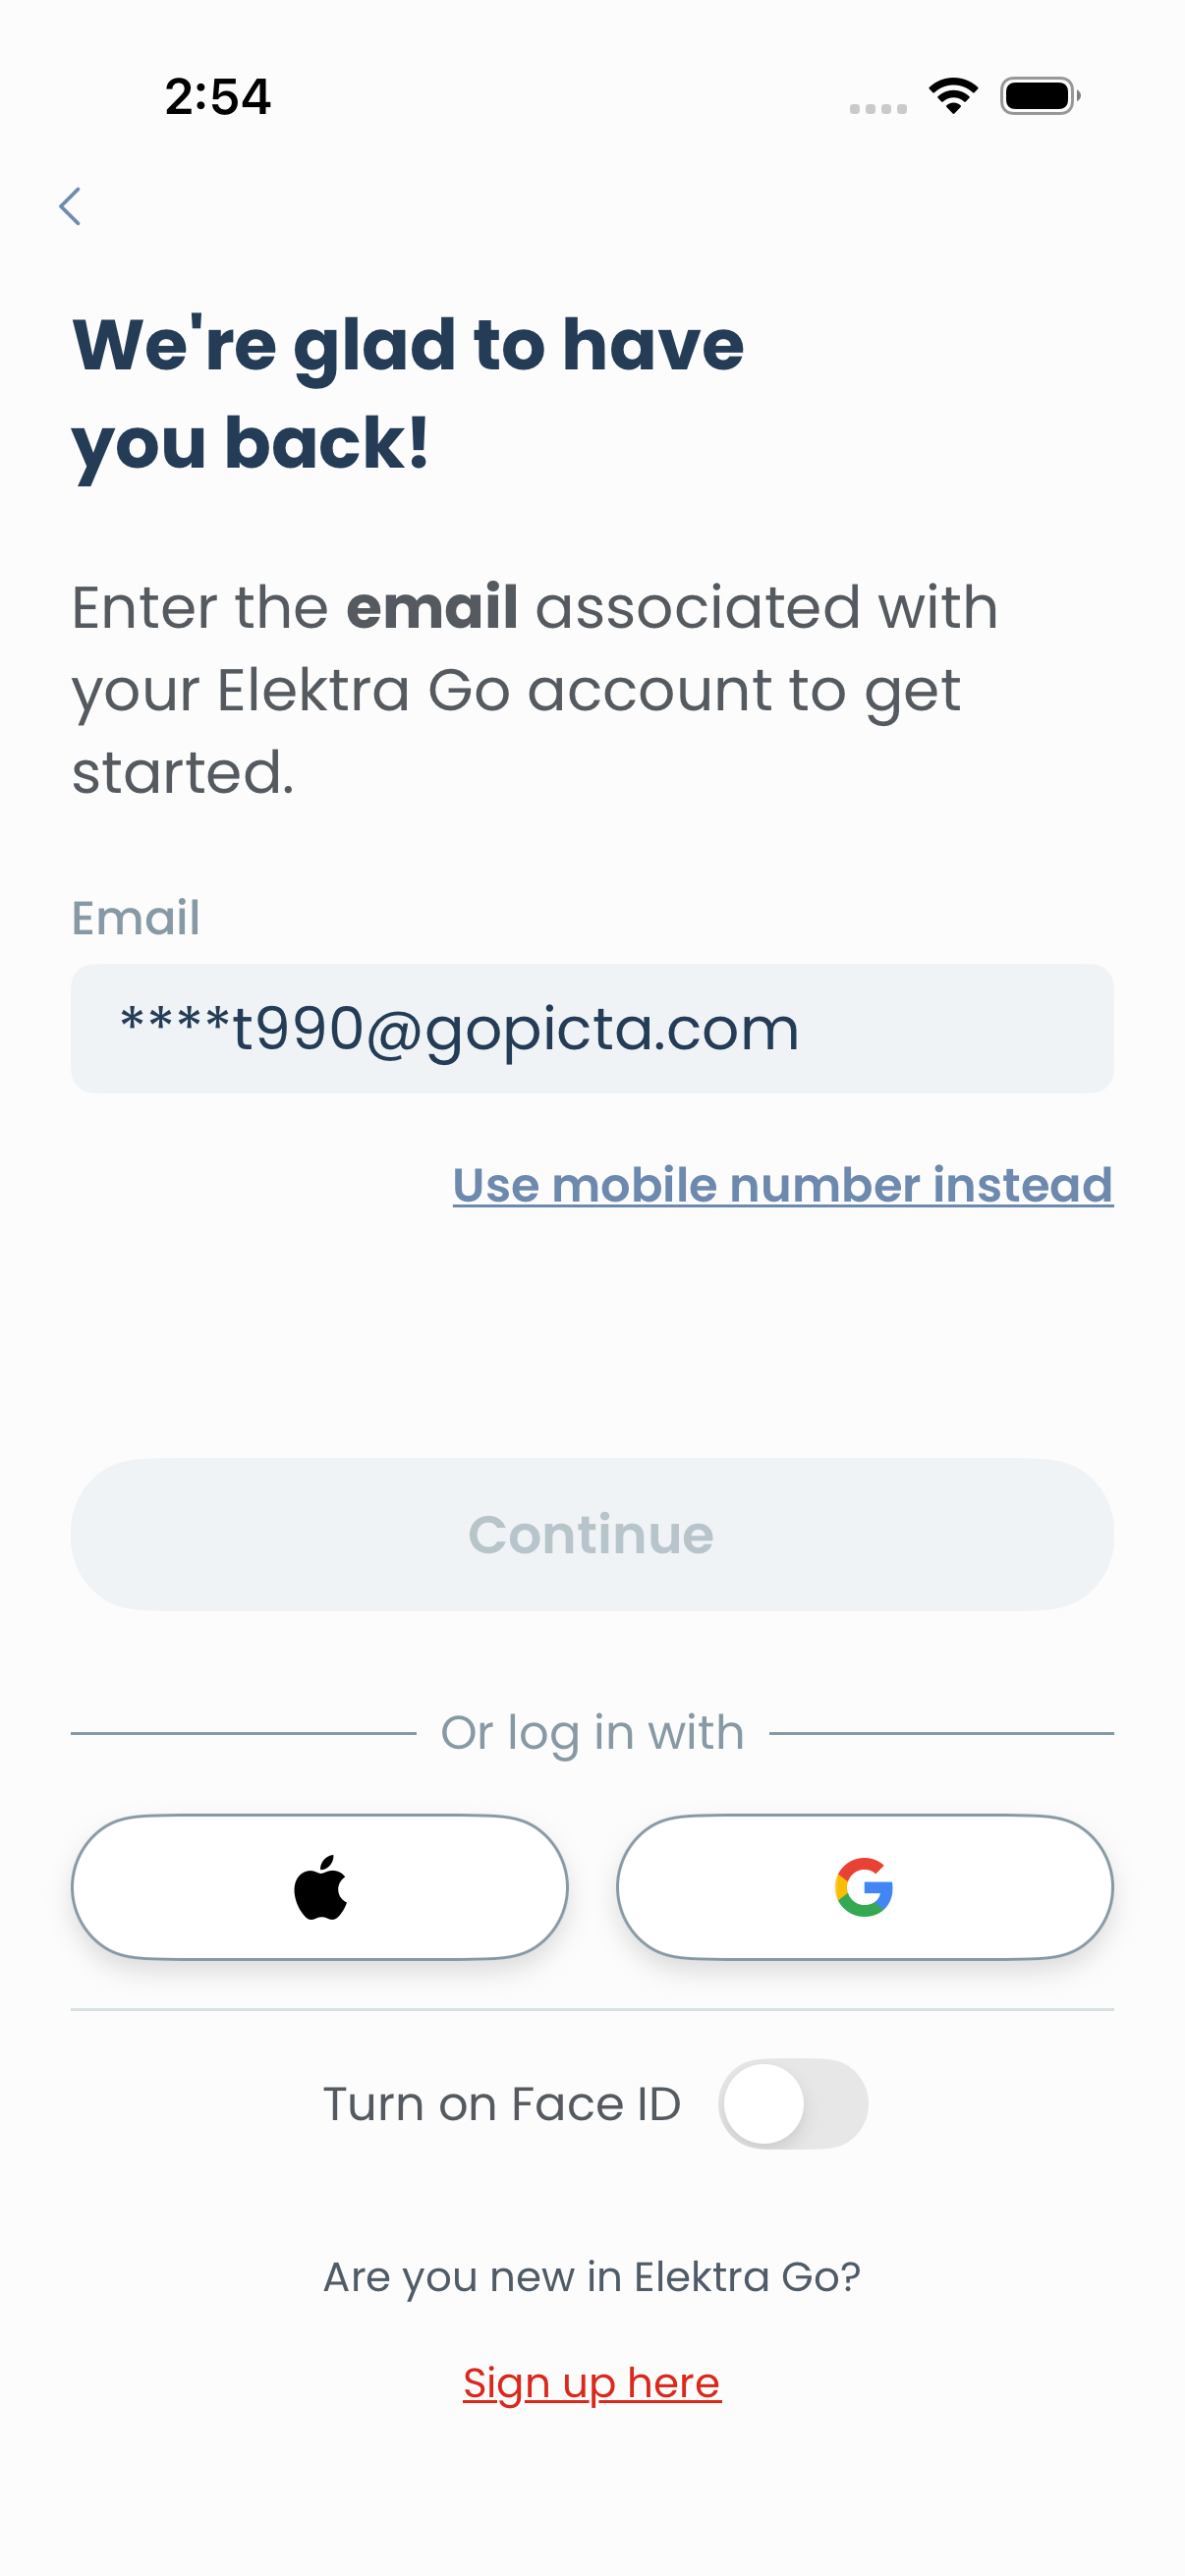 2:54
We're glad to have
you back!
Enter the email associated with
your Elektra Go account to get
started.
Email
****t990@gopicta.com
Use mobile number instead
Continue
Or log in with
Turn on Face ID
Are you new in Elektra Go?
Sign up here